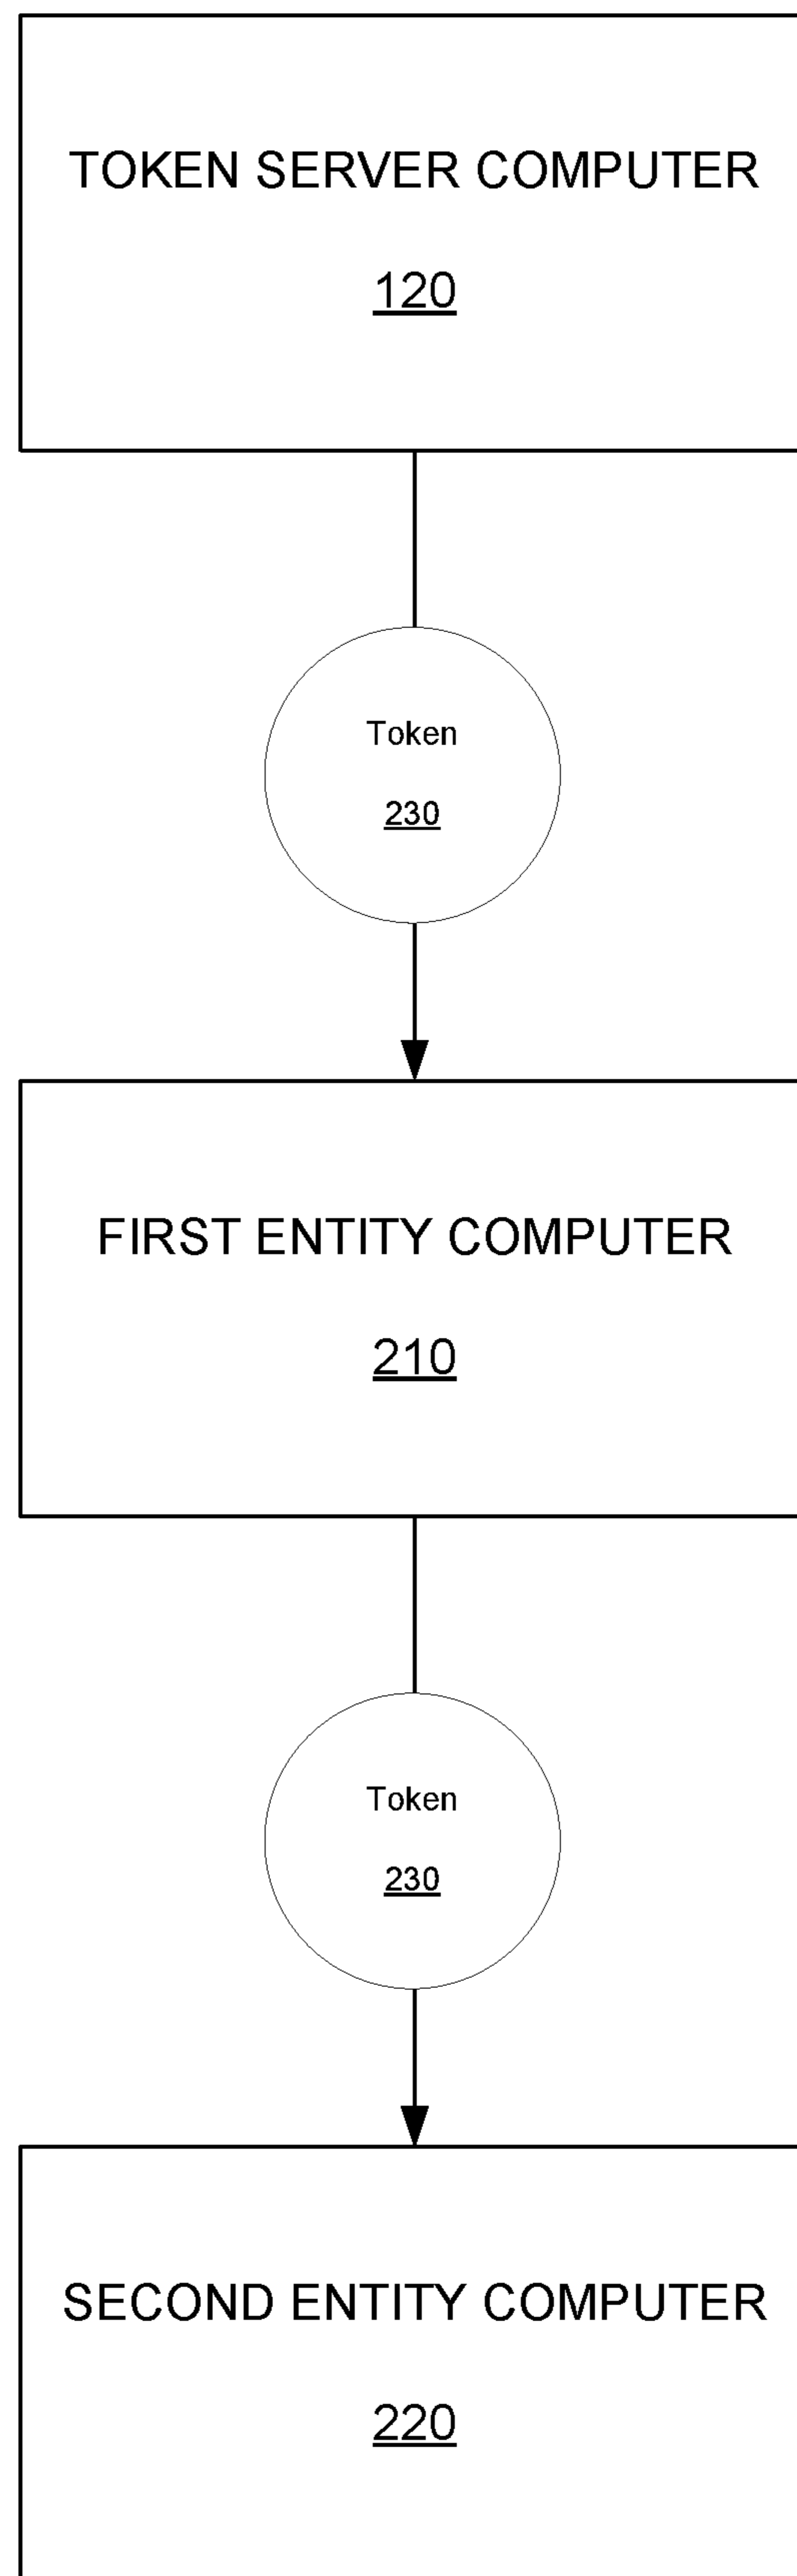 TOKEN SERVER COMPUTER
120
Token
230
FIRST ENTITY COMPUTER
210
Token
230
SECOND ENTITY COMPUTER
220